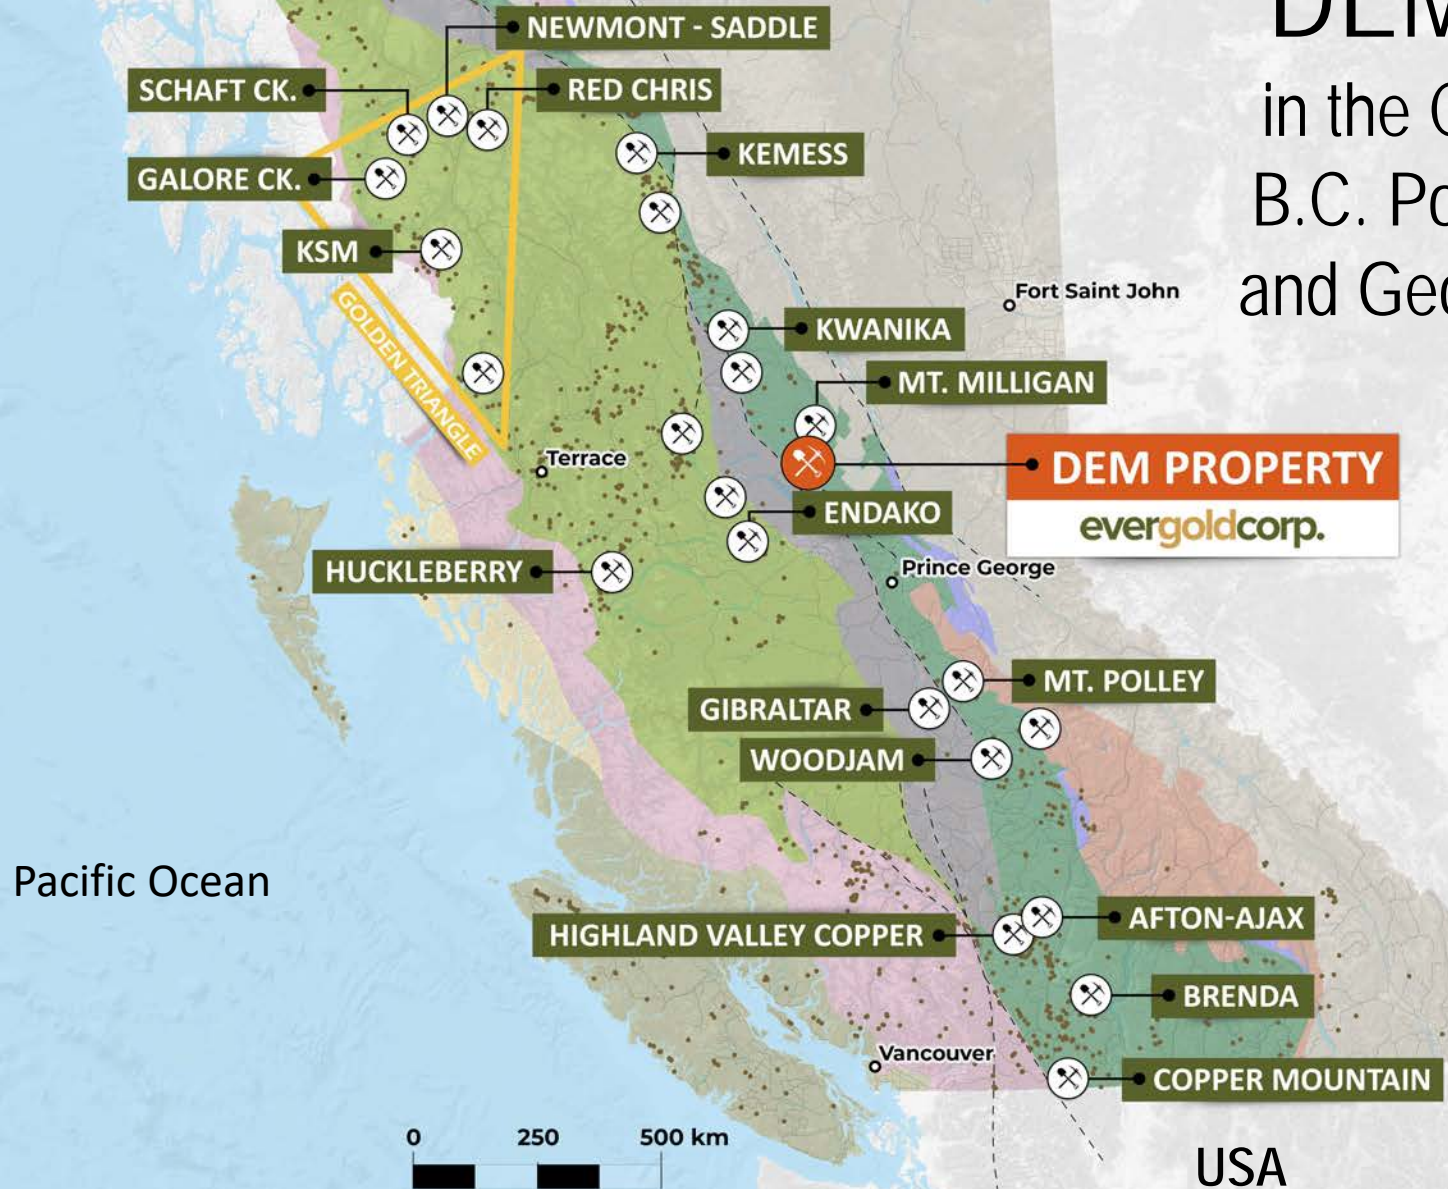 in the
B.C.
and
NEWMONT - SADDLE
SCHAFT CK.
RED CHRIS
KEMESS
GALORE CK.
KSM
GOLDEN TRIANGLE
Fort Saint John
KWANIKA
MT. MILLIGAN
Terrace
DEM PROPERTY
evergoldcorp.
ENDAKO
HUCKLEBERRY
Prince George
MT. POLLEY
GIBRALTAR
WOODJAM
Pacific Ocean
AFTON-AJAX
HIGHLAND VALLEY COPPER
BRENDA
Vancouver
COPPER MOUNTAIN
0 250 500 km
USA